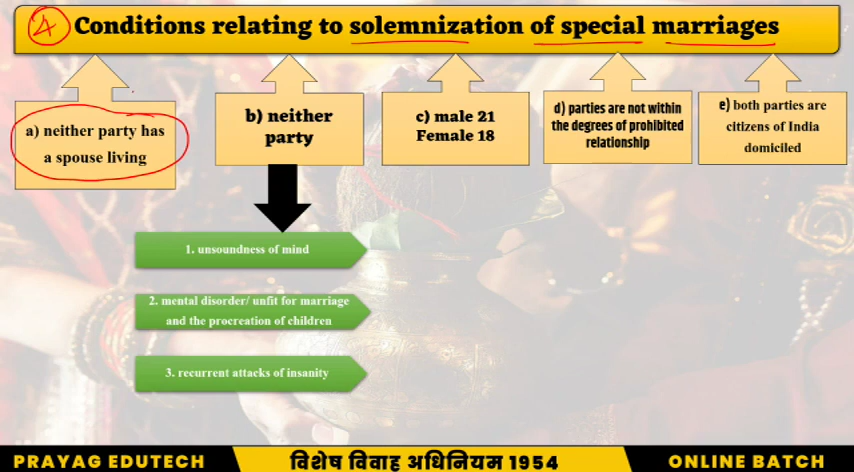 4 Conditions relating to solemnization of special marriages
a) neither party has
a spouse living
b) neither
party
c) male 21
Female 18
d) parties are not within
the degrees of prohibited
relationship
e) both parties are
citizens of India
domiciled
1. unsoundness of mind
2. mental disorder/ unfit for marriage
and the procreation of children
3. recurrent attacks of insanity
PRAYAG EDUTECH
विशेष विवाह अधिनियम 1954
ONLINE BATCH